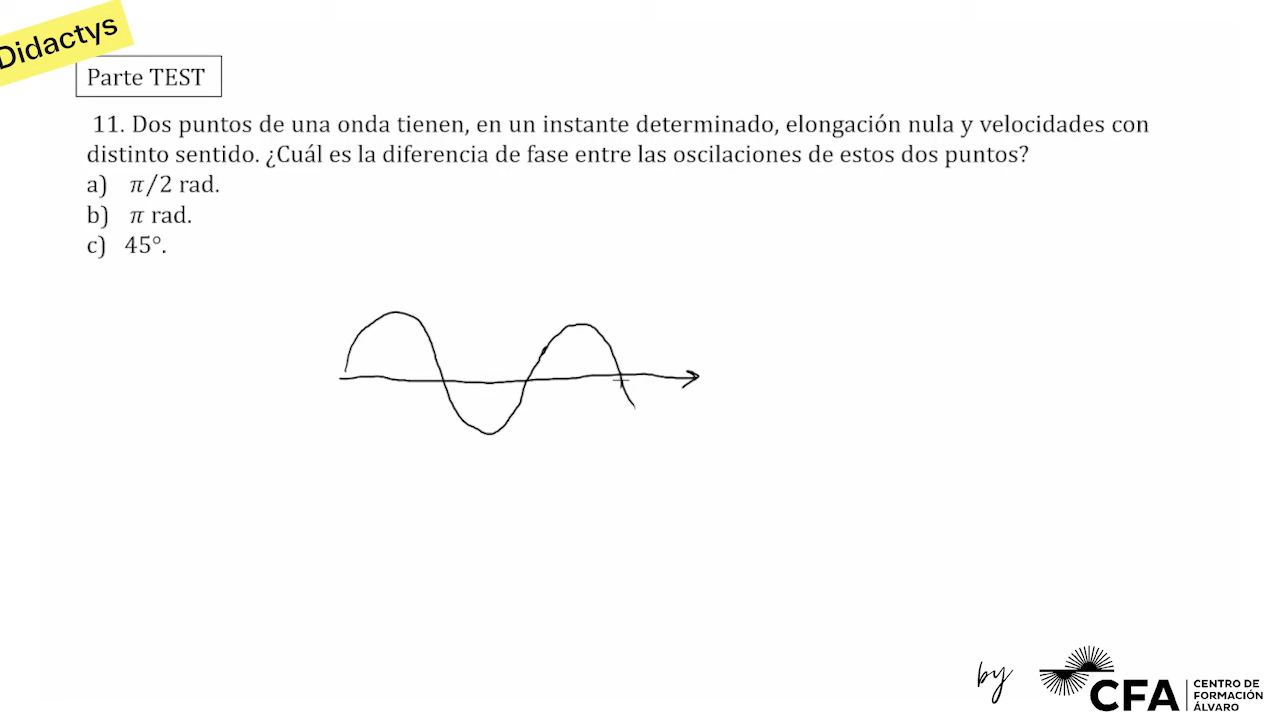 Didactys
Parte TEST
11. Dos puntos de una onda tienen, en un instante determinado, elongación nula y velocidades con
distinto sentido. ¿Cuál es la diferencia de fase entre las oscilaciones de estos dos puntos?
a) π/2 rad.
b) π rad.
c) 45°.
by
CFA
CENTRO DE
FORMACIÓN
ÁLVARO